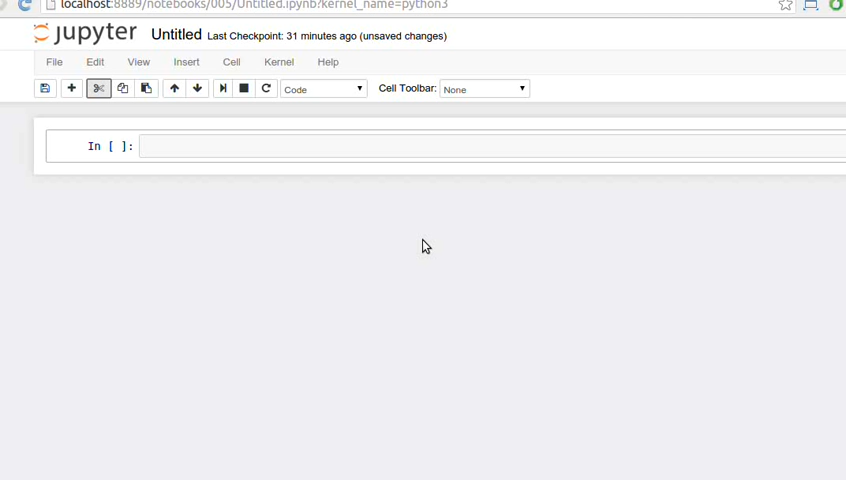 localhost:8889/notebooks/005/Untitled.ipynb?kernel_name=python3
jupyter Untitled Last Checkpoint: 31 minutes ago (unsaved changes)
File Edit View Insert Cell Kernel Help
Code Cell Toolbar: None
In [ ]: